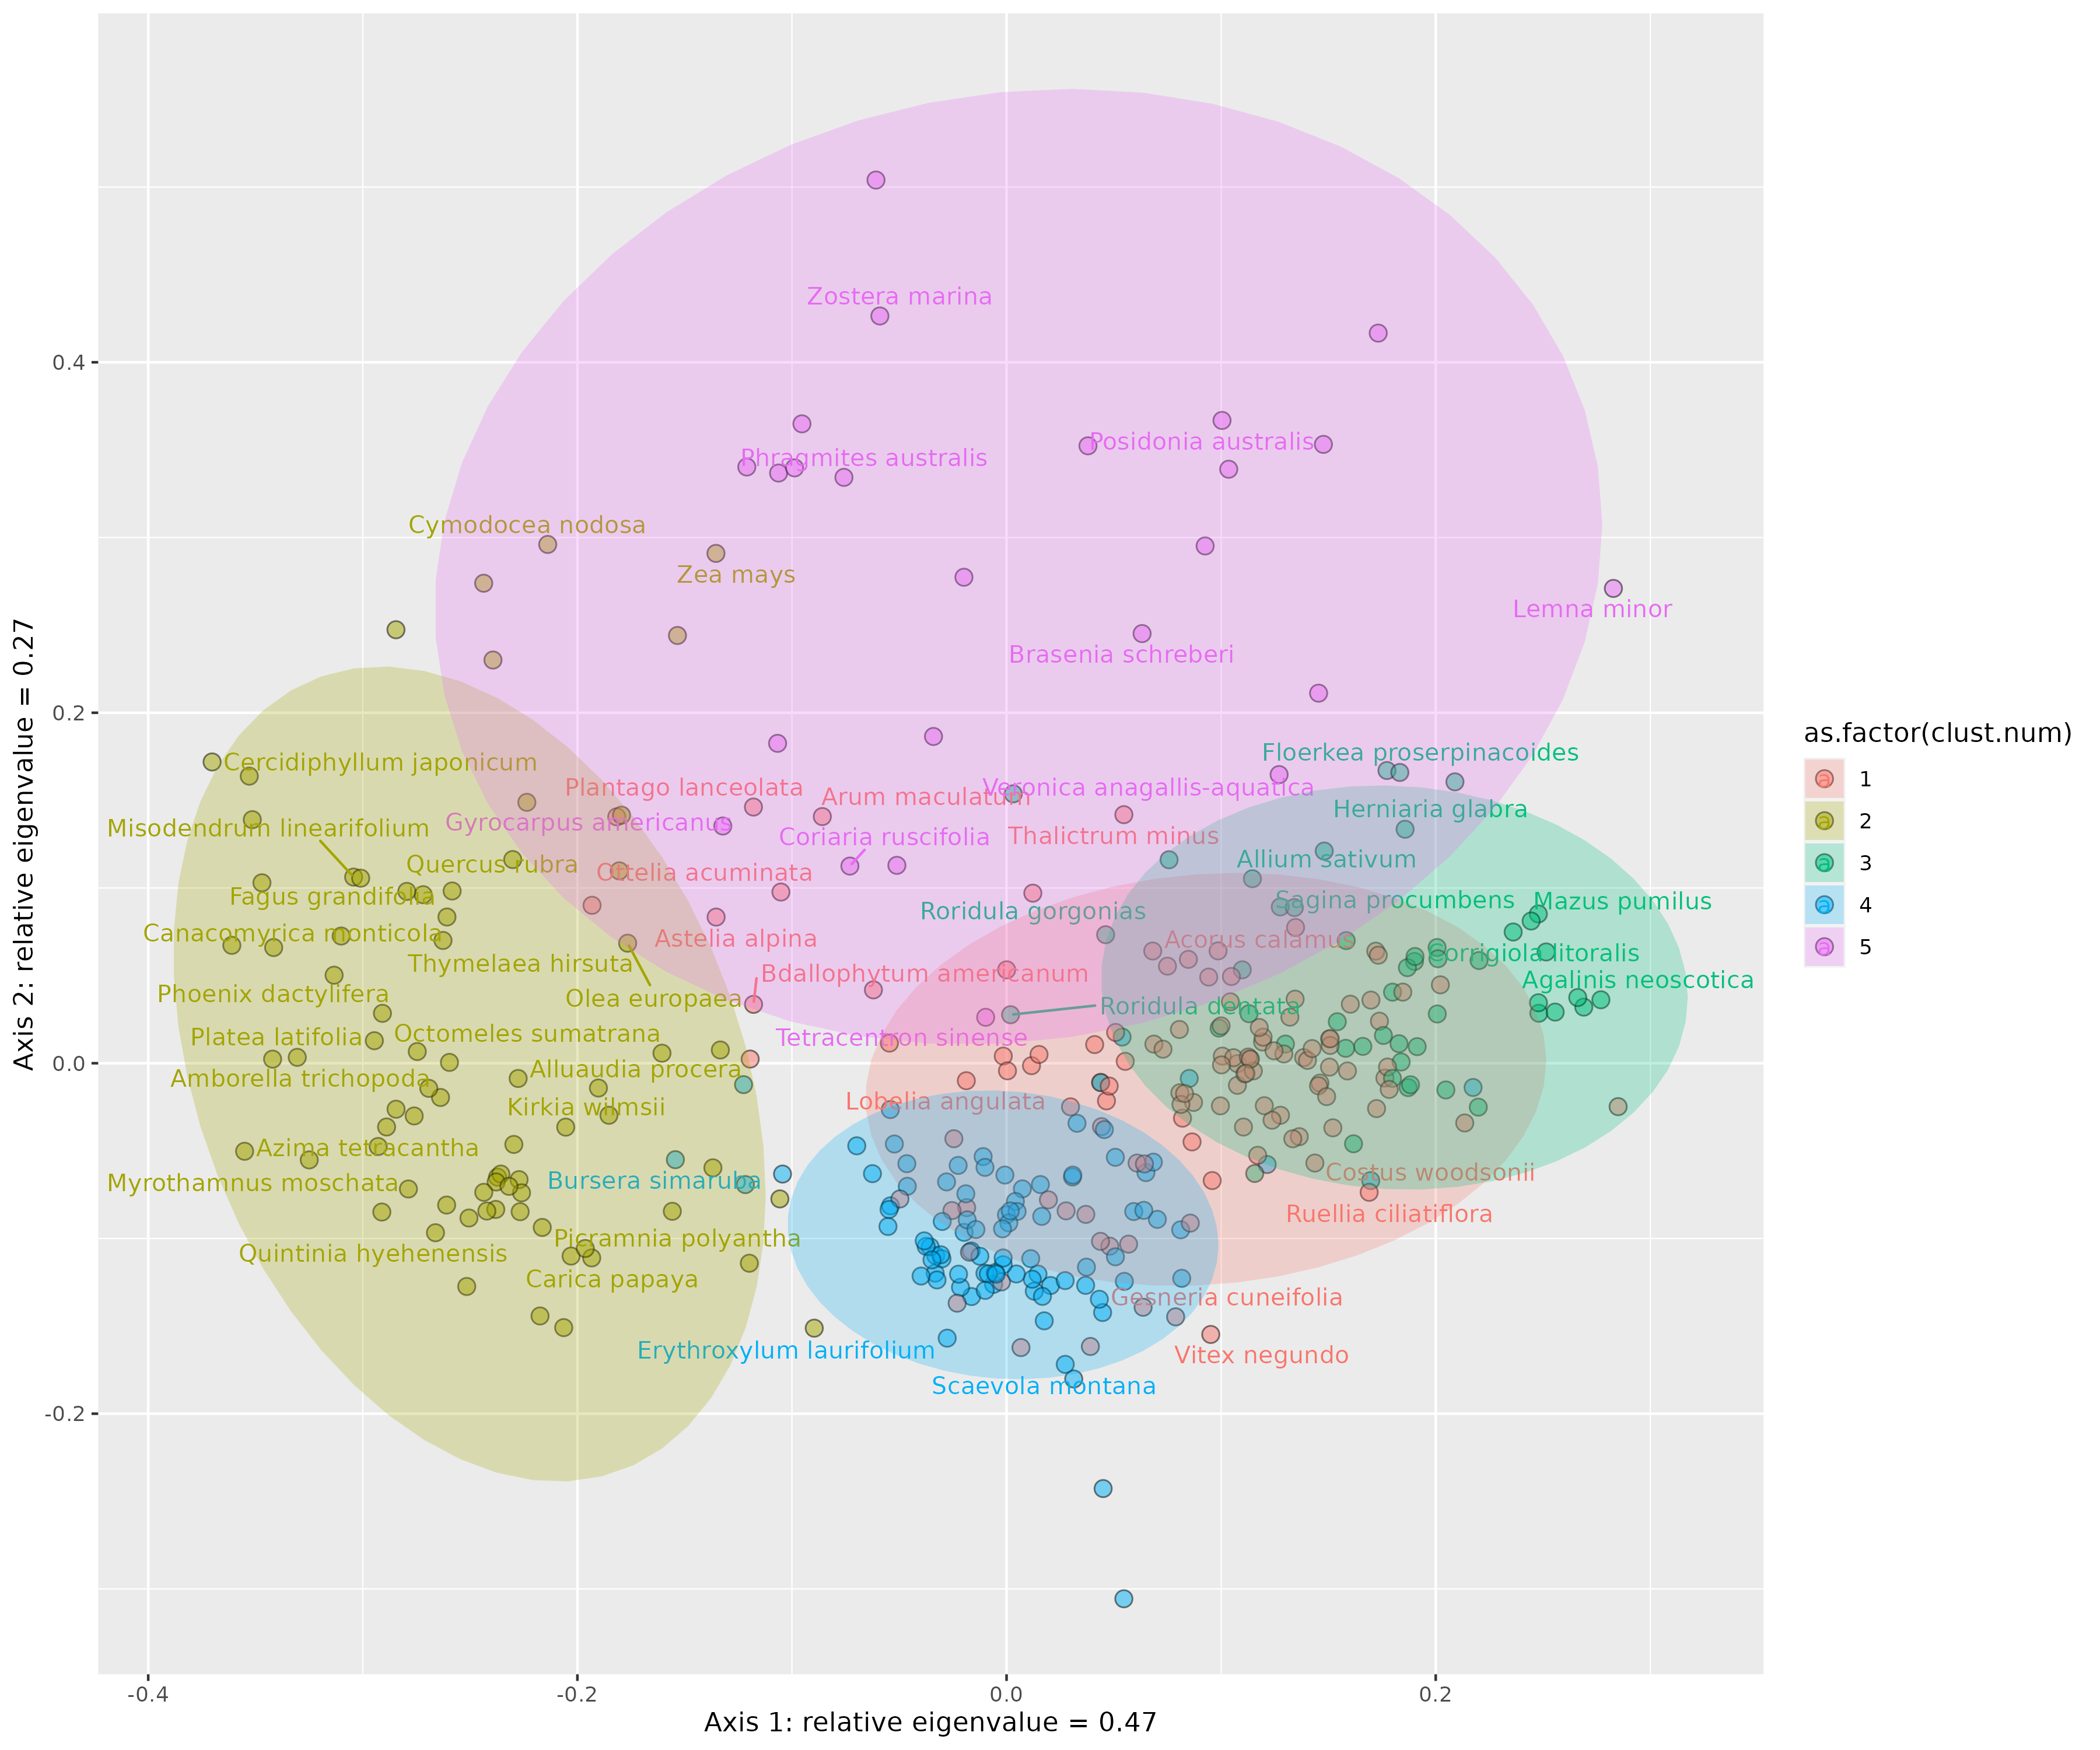 Zostera marina
Posidonia australis
Phragmites australis
Cymodocea nodosa
Zea mays
Lemna minor
Brasenia schreberi
Floerkea proserpinacoides
Cercidiphyllum japonicum
Plantago lanceolata
Veronica anagallis-aquatica
Arum maculatum
Herniaria glabra
Misodendrum linearifolium
Gyrocarpus americanus
Coriaria ruscifolia
Thalictrum minus
Quercus rubra
Allium sativum
Ottelia acuminata
Fagus grandifolia
Sagina procumbens
Mazus pumilus
Roridula gorgonias
Canacomyrica monticola
Astelia alpina
Acorus calamus
Corrigiola litoralis
Thymelaea hirsuta
Bdallophytum americanum
Agalinis neoscotica
Phoenix dactylifera
Olea europaea
Roridula dentata
Platea latifolia
Octomeles sumatrana
Tetracentron sinense
Amborella trichopoda
Alluaudia procera
Kirkia wilmsii
Lobelia angulata
Azima tetracantha
Myrothamnus moschata
Bursera simaruba
Costus woodsonii
Ruellia ciliatiflora
Quintinia hyehenensis
Picramnia polyantha
Carica papaya
Gesneria cuneifolia
Erythroxylum laurifolium
Vitex negundo
Scaevola montana
0.4
0.2
0.0
-0.2
Axis 2: relative eigenvalue = 0.27
-0.4
-0.2
0.0
0.2
Axis 1: relative eigenvalue = 0.47
as.factor(clust.num)
a 1
a 2
a 3
a 4
a 5